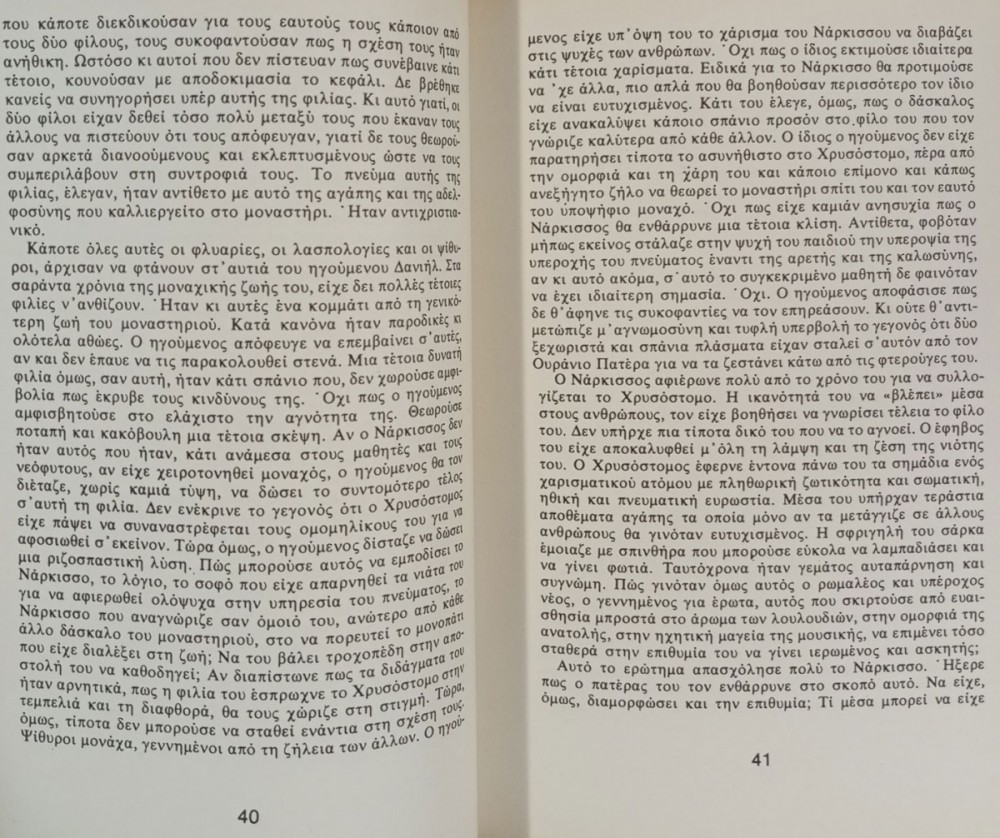 που κάποτε διεκδικούσαν για τους εαυτούς τους κάποιον από
τους δύο φίλους, τους συκοφαντούσαν πως η σχέση τους ήταν
ανήθικη. Ωστόσο κι αυτοί που δεν πίστευαν πως συνέβαινε κάτι
τέτοιο, κουνούσαν με αποδοκιμασία το κεφάλι. Δε βρέθηκε
κανείς να συνηγορήσει υπέρ αυτής της φιλίας. Κι αυτό γιατί, οι
δύο φίλοι είχαν δεθεί τόσο πολύ μεταξύ τους που έκαναν τους
άλλους να πιστεύουν ότι τους απόφευγαν, γιατί δε τους θεωρού-
σαν αρκετά διανοούμενους και εκλεπτυσμένους ώστε να τους
συμπεριλάβουν στη συντροφιά τους. Το πνεύμα αυτής της
φιλίας, έλεγαν, ήταν αντίθετο με αυτό της αγάπης και της αδελ-
φοσύνης που καλλιεργείτο στο μοναστήρι. Ήταν αντιχριστια-
νικό.
Κάποτε όλες αυτές οι φλυαρίες, οι λασπολογίες και οι ψίθυ-
ροι, άρχισαν να φτάνουν στ'αυτιά του ηγούμενου Δανιήλ. Στα
σαράντα χρόνια της μοναχικής ζωής του, είχε δει πολλές τέτοιες
φιλίες ν'ανθίζουν. Ήταν κι αυτές ένα κομμάτι από τη γενικό-
τερη ζωή του μοναστηριού. Κατά κανόνα ήταν παροδικές κι
ολότελα αθώες. Ο ηγούμενος απόφευγε να επεμβαίνει σ'αυτές,
αν και δεν έπαυε να τις παρακολουθεί στενά. Μια τέτοια δυνατή
φιλία όμως, σαν αυτή, ήταν κάτι σπάνιο που, δεν χωρούσε αμφι-
βολία πως έκρυβε τους κινδύνους της. Όχι πως ο ηγούμενος
αμφισβητούσε στο ελάχιστο την αγνότητα της. Θεωρούσε
ποταπή και κακόβουλη μια τέτοια σκέψη. Αν ο Νάρκισσος δεν
ήταν αυτός που ήταν, κάτι ανάμεσα στους μαθητές και τους
νεόφυτους, αν είχε χειροτονηθεί μοναχός, ο ηγούμενος θα τον
διέταζε, χωρίς καμιά τύψη, να δώσει το συντομότερο τέλος
σ'αυτή τη φιλία. Δεν ενέκρινε το γεγονός ότι ο Χρυσόστομος
είχε πάψει να συναναστρέφεται τους ομομηλίκους του για να
αφοσιωθεί σ'εκείνον. Τώρα όμως, ο ηγούμενος δίσταζε να δώσει
μια ριζοσπαστική λύση. Πώς μπορούσε αυτός να εμποδίσει το
Νάρκισσο, το λόγιο, το σοφό που είχε απαρνηθεί τα νιάτα του
για να αφιερωθεί ολόψυχα στην υπηρεσία του πνεύματος, το
Νάρκισσο που αναγνώριζε σαν όμοιό του, ανώτερο από κάθε
άλλο δάσκαλο του μοναστηριού, στο να πορευτεί το μονοπάτι
που είχε διαλέξει στη ζωή; Να του βάλει τροχοπέδη στην απο-
στολή του να καθοδηγεί; Αν διαπίστωνε πως τα διδάγματα του
ήταν αρνητικά, πως η φιλία του έσπρωχνε το Χρυσόστομο στην
τεμπελιά και τη διαφθορά, θα τους χώριζε στη στιγμή. Τώρα,
όμως, τίποτα δεν μπορούσε να σταθεί ενάντια στη σχέση τους.
Ψίθυροι μονάχα, γεννημένοι από τη ζήλεια των άλλων. Ο ηγού-
40
μενος είχε υπ'όψη του το χάρισμα του Νάρκισσου να διαβάζει
στις ψυχές των ανθρώπων. Όχι πως ο ίδιος εκτιμούσε ιδιαίτερα
κάτι τέτοια χαρίσματα. Ειδικά για το Νάρκισσο θα προτιμούσε
να 'χε άλλα, πιο απλά που θα βοηθούσαν περισσότερο τον ίδιο
να είναι ευτυχισμένος. Κάτι του έλεγε, όμως, πως ο δάσκαλος
είχε ανακαλύψει κάποιο σπάνιο προσόν στο φίλο του που τον
γνώριζε καλύτερα από κάθε άλλον. Ο ίδιος ο ηγούμενος δεν είχε
παρατηρήσει τίποτα το ασυνήθιστο στο Χρυσόστομο, πέρα από
την ομορφιά και τη χάρη του και κάποιο επίμονο και κάπως
ανεξήγητο ζήλο να θεωρεί το μοναστήρι σπίτι του και τον εαυτό
του υποψήφιο μοναχό. Όχι πως είχε καμιάν ανησυχία πως ο
Νάρκισσος θα ενθάρρυνε μια τέτοια κλίση. Αντίθετα, φοβόταν
μήπως εκείνος στάλαζε στην ψυχή του παιδιού την υπεροψία της
υπεροχής του πνεύματος έναντι της αρετής και της καλωσύνης,
αν κι αυτό ακόμα, σ'αυτό το συγκεκριμένο μαθητή δε φαινόταν
να έχει ιδιαίτερη σημασία. Όχι. Ο ηγούμενος αποφάσισε πως
δε θ'άφηνε τις συκοφαντίες να τον επηρεάσουν. Κι ούτε θ'αντι-
μετώπιζε μ'αγνωμοσύνη και τυφλή υπερβολή το γεγονός ότι δύο
ξεχωριστά και σπάνια πλάσματα είχαν σταλεί σ'αυτόν από τον
Ουράνιο Πατέρα για να τα ζεστάνει κάτω από τις φτερούγες του.
Ο Νάρκισσος αφιέρωνε πολύ από το χρόνο του για να συλλο-
γίζεται το Χρυσόστομο. Η ικανότητά του να «βλέπει» μέσα
στους ανθρώπους, τον είχε βοηθήσει να γνωρίσει τέλεια το φίλο
του. Δεν υπήρχε πια τίποτα δικό του που να το αγνοεί. Ο έφηβος
του είχε αποκαλυφθεί μ'όλη τη λάμψη και τη ζέση της νιότης
του. Ο Χρυσόστομος έφερνε έντονα πάνω του τα σημάδια ενός
χαρισματικού ατόμου με πληθωρική ζωτικότητα και σωματική,
ηθική και πνευματική ευρωστία. Μέσα του υπήρχαν τεράστια
αποθέματα αγάπης τα οποία μόνο αν τα μετάγγιζε σε άλλους
ανθρώπους θα γινόταν ευτυχισμένος. Η σφριγηλή του σάρκα
έμοιαζε με σπινθήρα που μπορούσε εύκολα να λαμπαδιάσει και
να γίνει φωτιά. Ταυτόχρονα ήταν γεμάτος αυταπάρνηση και
συγνώμη. Πώς γινόταν όμως αυτός ο ρωμαλέος και υπέροχος
νέος, ο γεννημένος για έρωτα, αυτός που σκιρτούσε από ευαι-
σθησία μπροστά στο άρωμα των λουλουδιών, στην ομορφιά της
ανατολής, στην ηχητική μαγεία της μουσικής, να επιμένει τόσο
σταθερά στην επιθυμία του να γίνει ιερωμένος και ασκητής;
Αυτό το ερώτημα απασχόλησε πολύ το Νάρκισσο. Ήξερε
πως ο πατέρας του τον ενθάρρυνε στο σκοπό αυτό. Να είχε,
όμως, διαμορφώσει και την επιθυμία; Τί μέσα μπορεί να είχε
41